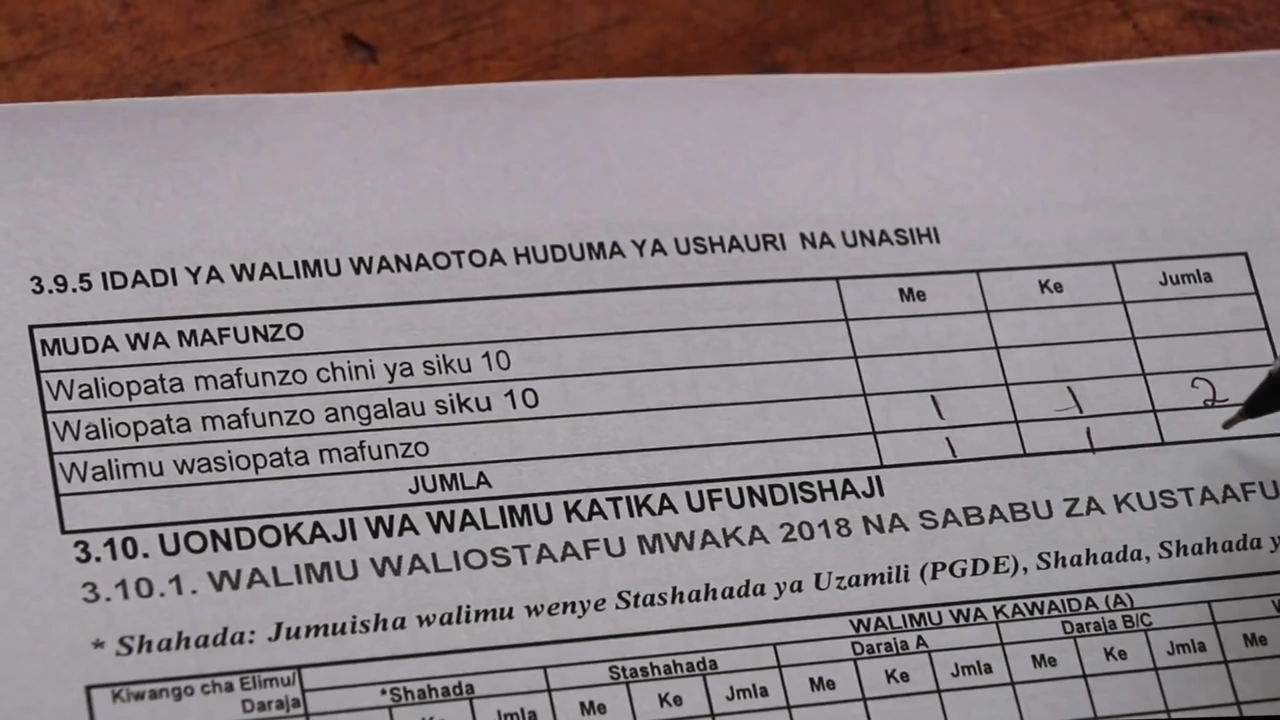 3.9.5 IDADI YA WALIMU WANAOTOA HUDUMA YA USHAURI NA UNASIHI
MUDA WA MAFUNZO Me Ke Jumla
Waliopata mafunzo chini ya siku 10
Waliopata mafunzo angalau siku 10
Walimu wasiopata mafunzo 1 1 2
JUMLA 1 1
3.10. UONDOKAJI WA WALIMU KATIKA UFUNDISHAJI
3.10.1. WALIMU WALIOSTAAFU MWAKA 2018 NA SABABU ZA KUSTAAFU
* Shahada: Jumuisha walimu wenye Stashahada ya Uzamili (PGDE), Shahada, Shahada y
WALIMU WA KAWAIDA (A)
Kiwango cha Elimu/ Daraja *Shahada Stashahada Daraja A Daraja B/C
Ke Jmla Me Ke Jmla Me Ke Jmla Me Ke Jmla Me